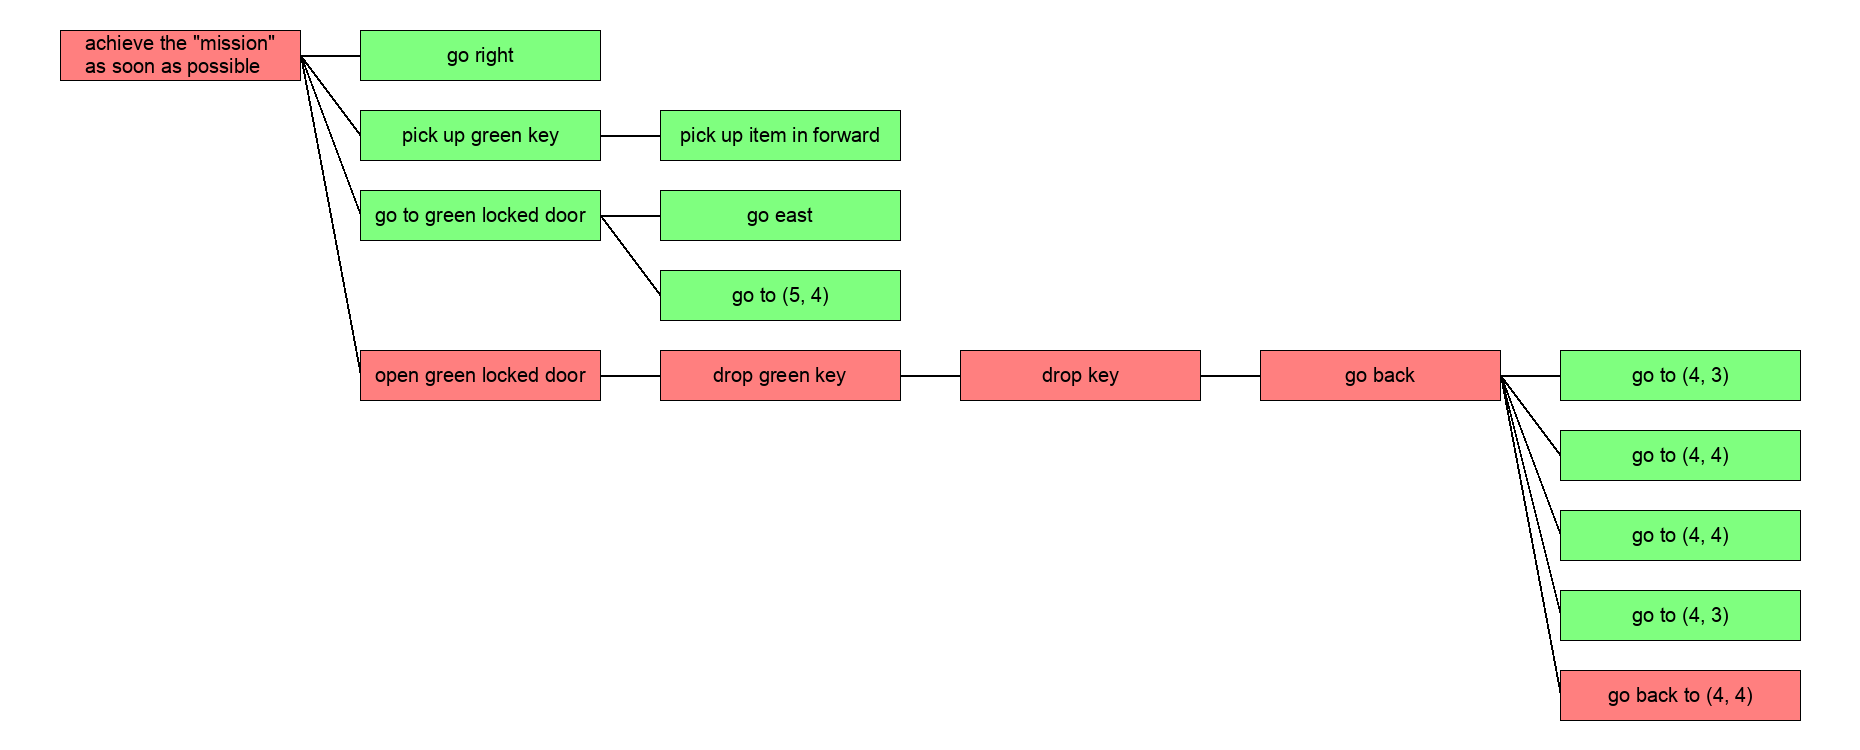 achieve the "mission"
as soon as possible
go right
pick up green key
pick up item in forward
go to green locked door
go east
go to (5, 4)
open green locked door
drop green key
drop key
go back
go to (4, 3)
go to (4, 4)
go to (4, 4)
go to (4, 3)
go back to (4, 4)